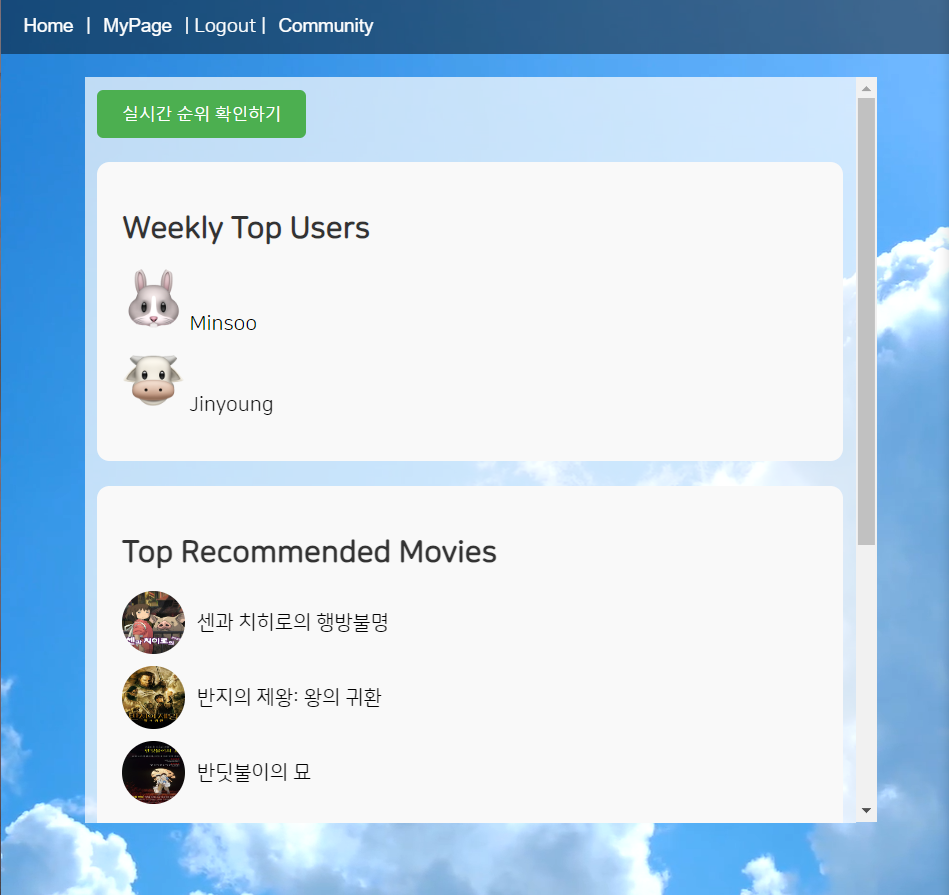 Home | MyPage | Logout | Community
실시간 순위 확인하기
Weekly Top Users
Minsoo
Jinyoung
Top Recommended Movies
센과 치히로의 행방불명
반지의 제왕: 왕의 귀환
반딧불이의 묘